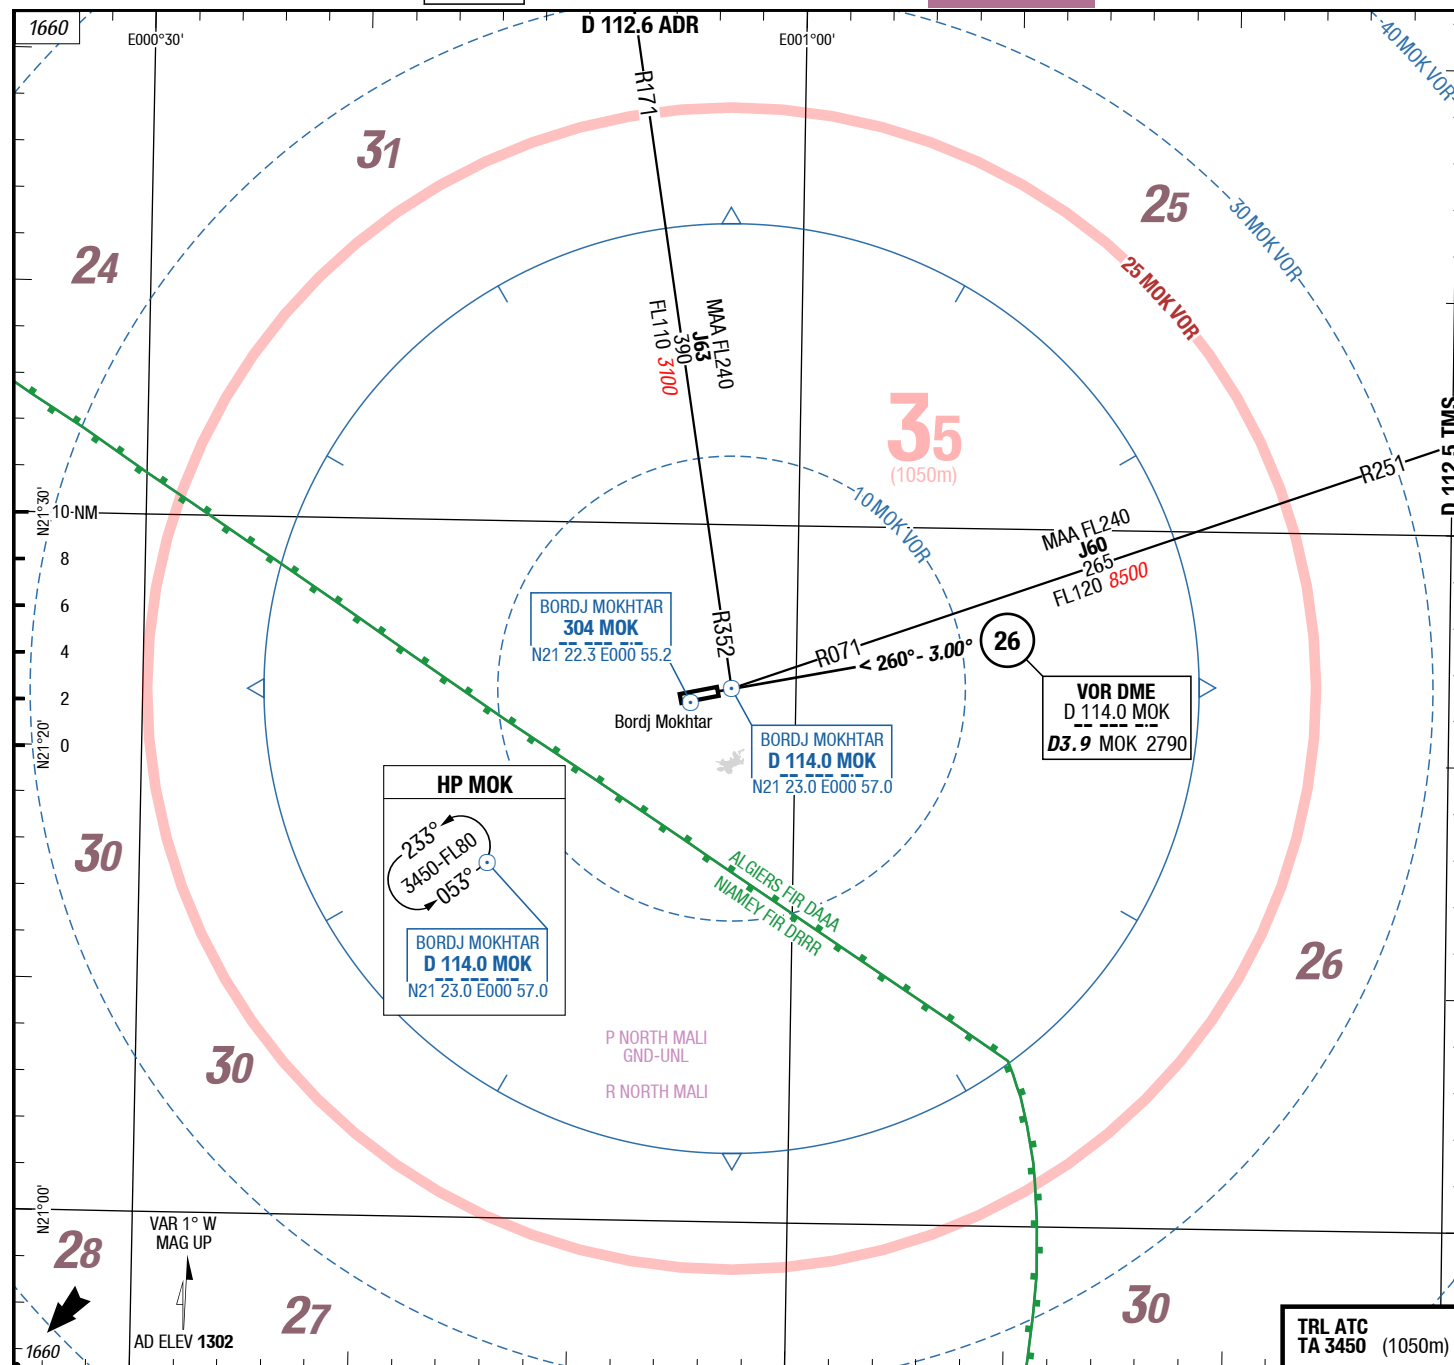 1660
D 112.6 ADR
E000°30'
E001°00'
40 MOK VOR
R171
31
25
30 MOK VOR
24
25 MOK VOR
MAA FL240
J63
390
FL110 3100
35
(1050m)
D 112.5 TMS
R251
N21°30'
10 NM
8
6
4
2
0
N21°20'
10 MOK VOR
MAA FL240
J60
265
FL120 8500
BORDJ MOKHTAR
304 MOK
N21 22.3 E000 55.2
R352
R071
< 260°- 3.00°
26
VOR DME
D 114.0 MOK
D3.9 MOK 2790
Bordj Mokhtar
BORDJ MOKHTAR
D 114.0 MOK
N21 23.0 E000 57.0
HP MOK
233°
3450-FL80
053°
BORDJ MOKHTAR
D 114.0 MOK
N21 23.0 E000 57.0
30
ALGIERS FIR DAAA
NIAMEY FIR DRRR
26
P NORTH MALI
GND-UNL
R NORTH MALI
30
N21°00'
VAR 1° W
MAG UP
28
27
30
AD ELEV 1302
1660
TRL ATC
TA 3450 (1050m)